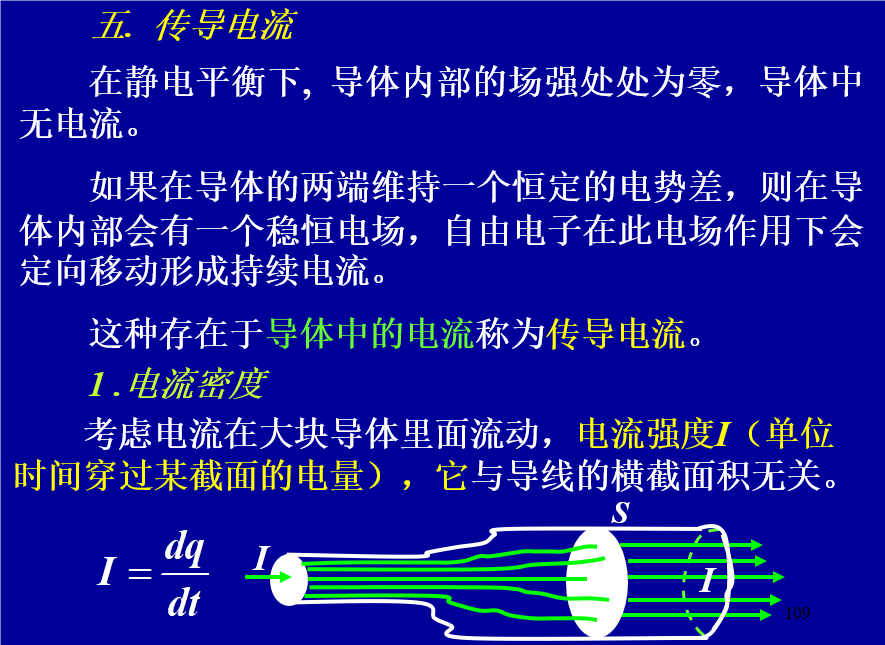 五. 传导电流
在静电平衡下, 导体内部的场强处处为零，导体中
无电流。
如果在导体的两端维持一个恒定的电势差，则在导
体内部会有一个稳恒电场，自由电子在此电场作用下会
定向移动形成持续电流。
这种存在于导体中的电流称为传导电流。
1 .电流密度
考虑电流在大块导体里面流动，电流强度I（单位
时间穿过某截面的电量），它与导线的横截面积无关。
S
I = dq/dt
I
I
109